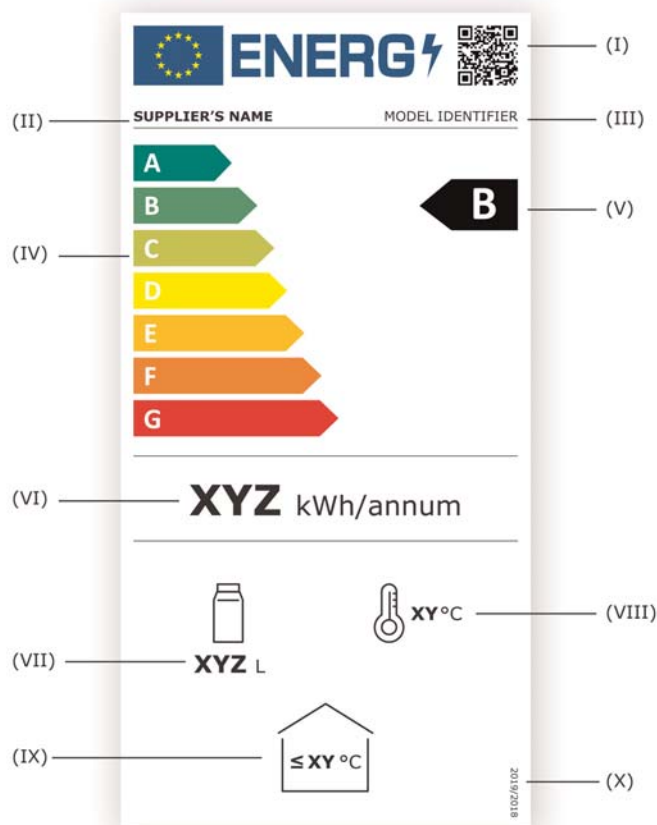 ENERG
(I)
(II) SUPPLIER'S NAME MODEL IDENTIFIER (III)
A
B B (V)
(IV) C
D
E
F
G
(VI) XYZ kWh/annum
XY°C (VIII)
(VII) XYZ L
(IX) ≤ XY °C
2019/2018 (X)